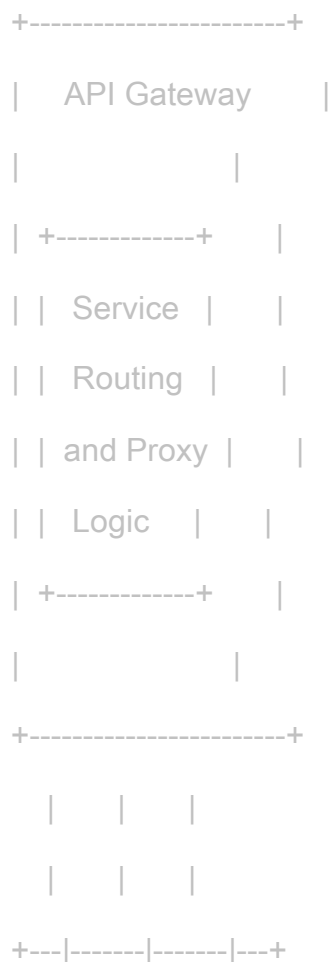 +-----------------------+
|     API Gateway         |
|                         |
|  +-------------+       |
|  |   Service   |       |
|  |   Routing   |       |
|  |  and Proxy  |       |
|  |   Logic     |       |
|  +-------------+       |
|                         |
+-----------------------+
    |       |       |
    |       |       |
+---|-------|-------|---+